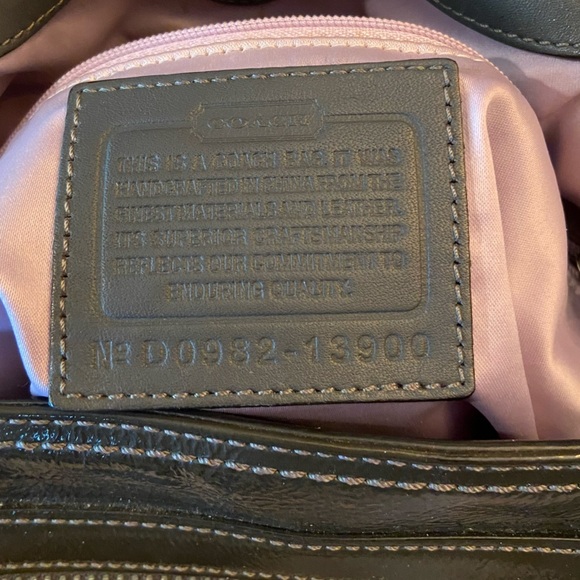 COACH
THIS IS A COACH BAG. IT WAS
HANDCRAFTED IN CHINA FROM THE
FINEST MATERIALS AND LEATHER.
ITS SUPERIOR CRAFTSMANSHIP
REFLECTS OUR COMMITMENT TO
ENDURING QUALITY.
No D0982-13900